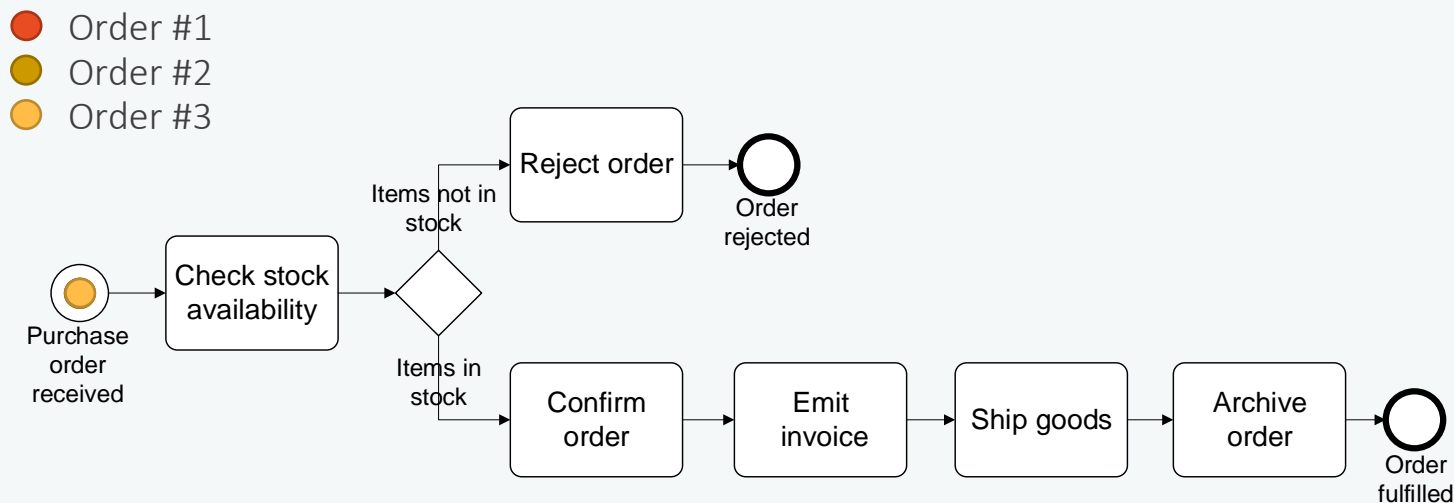 Order #1
Order #2
Order #3
Reject order
Items not in
stock
Order
rejected
Check stock
availability
Purchase
order
received
Items in
stock
Confirm
order
Emit
invoice
Ship goods
Archive
order
Order
fulfilled